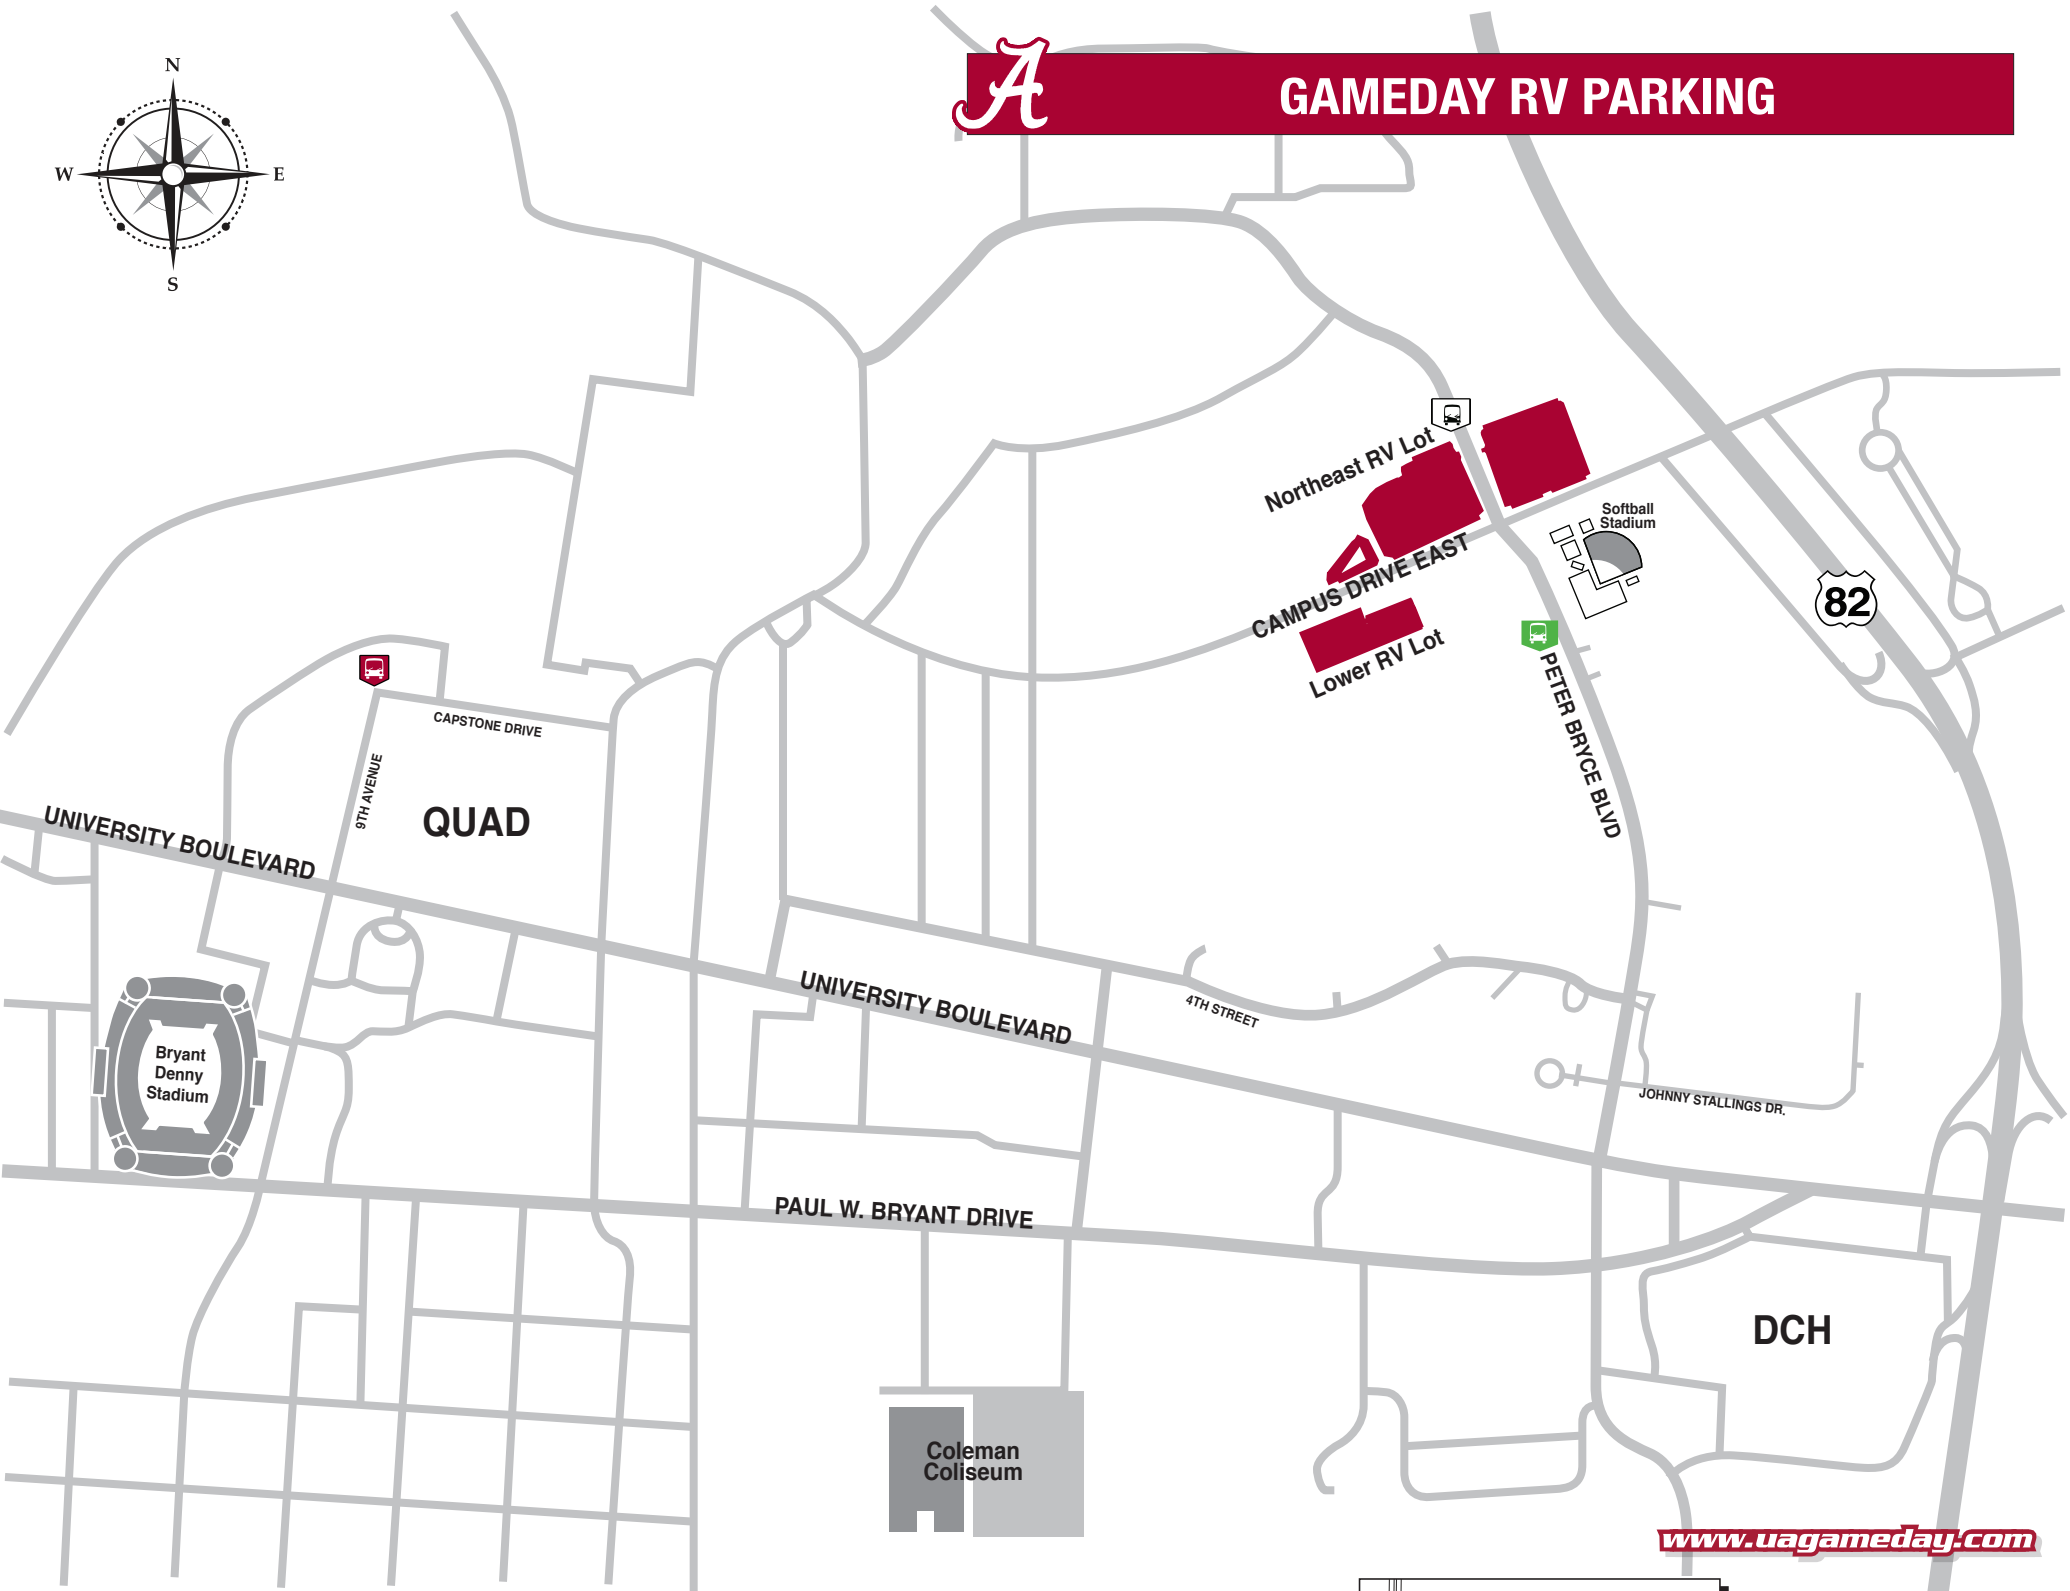 N
W
E
S
A
GAMEDAY RV PARKING
Northeast RV Lot
Softball
Stadium
CAMPUS DRIVE EAST
82
Lower RV Lot
PETER BRYCE BLVD
CAPSTONE DRIVE
9TH AVENUE
QUAD
UNIVERSITY BOULEVARD
UNIVERSITY BOULEVARD
4TH STREET
Bryant
Denny
Stadium
JOHNNY STALLINGS DR.
PAUL W. BRYANT DRIVE
DCH
Coleman
Coliseum
www.uagameday.com